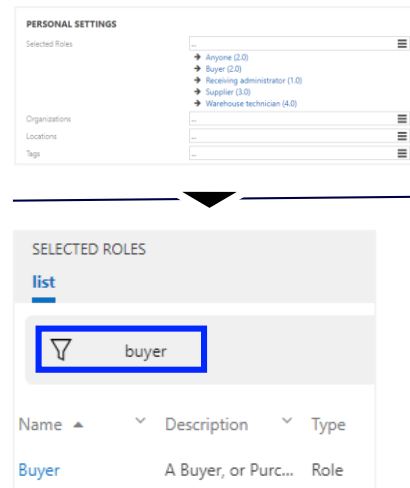 PERSONAL SETTINGS
Selected Roles ...
Anyone (2.0)
Buyer (2.0)
Receiving administrator (1.0)
Supplier (3.0)
Warehouse technician (4.0)
Organizations ...
Locations ...
Tags ...
SELECTED ROLES
list
buyer
Name Description Type
Buyer A Buyer, or Purc... Role